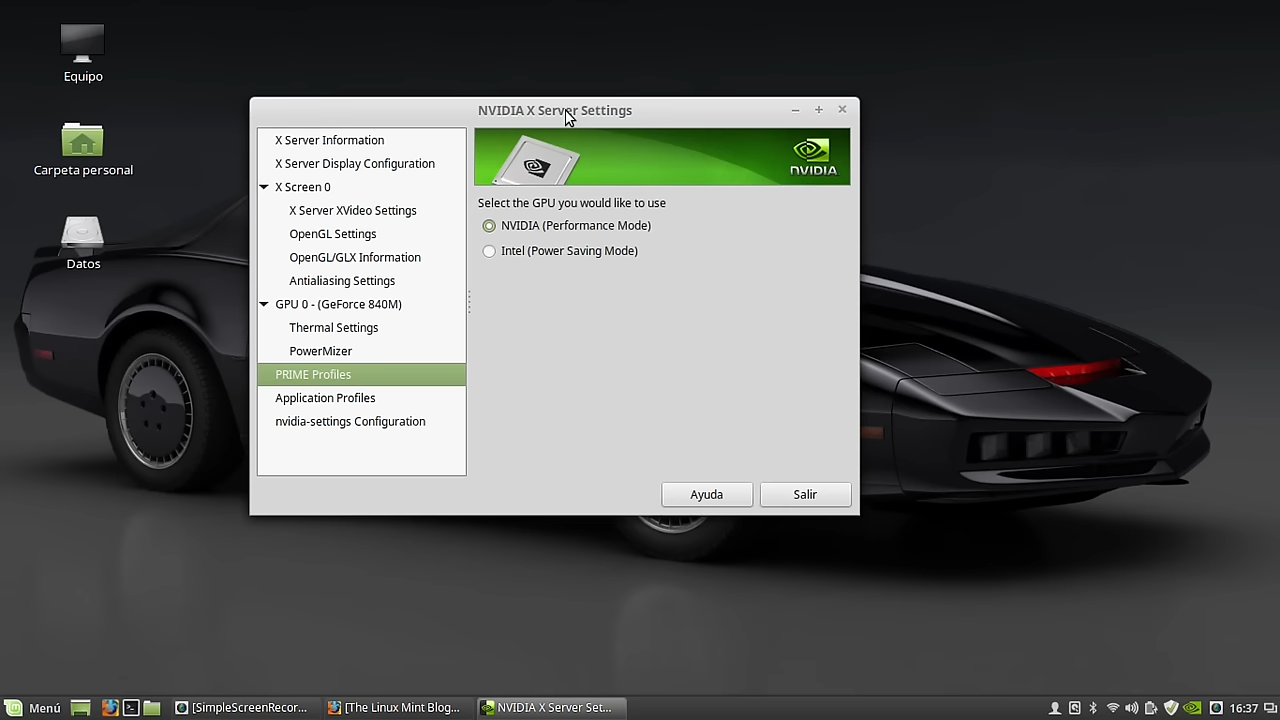 Equipo
Carpeta personal
Datos
NVIDIA X Server Settings
X Server Information
X Server Display Configuration
X Screen 0
X Server XVideo Settings
OpenGL Settings
OpenGL/GLX Information
Antialiasing Settings
GPU 0 - (GeForce 840M)
Thermal Settings
PowerMizer
PRIME Profiles
Application Profiles
nvidia-settings Configuration
NVIDIA
Select the GPU you would like to use
NVIDIA (Performance Mode)
Intel (Power Saving Mode)
Ayuda
Salir
Menú
[SimpleScreenRecor...
[The Linux Mint Blog...
NVIDIA X Server Set...
16:37